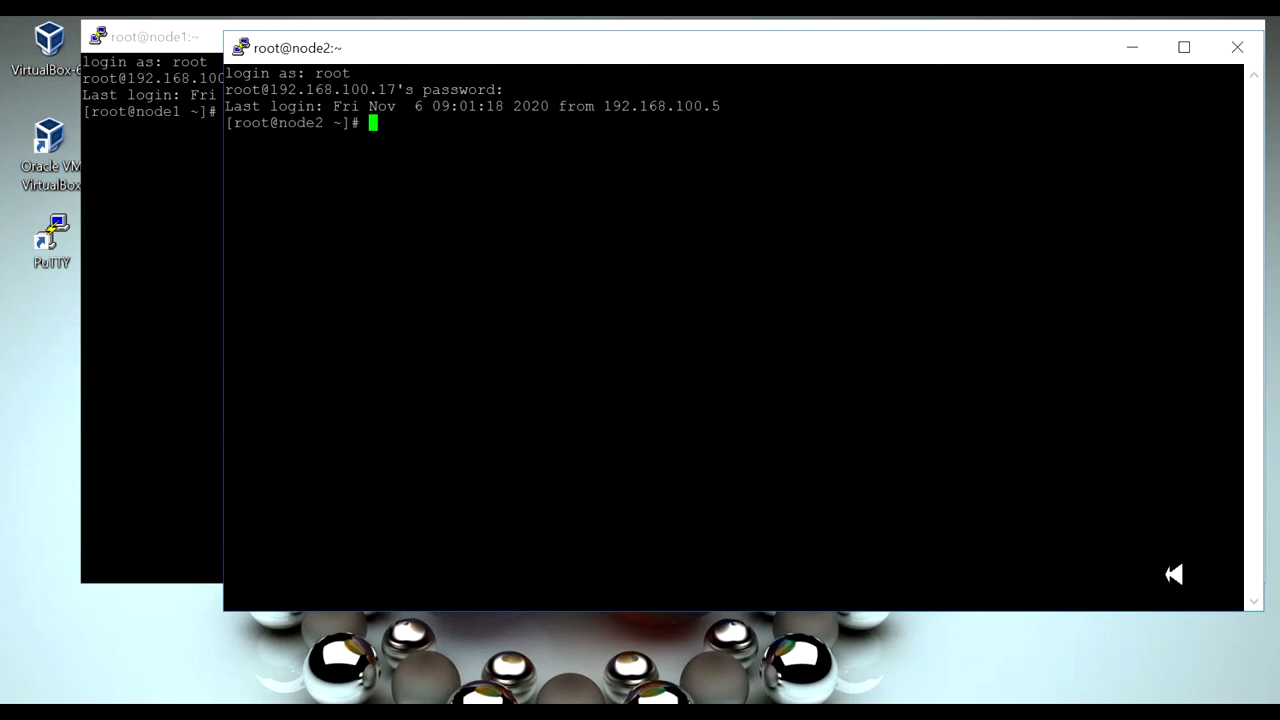 VirtualBox-6
Oracle VM
VirtualBox
PuTTY
root@node1:~
login as: root
root@192.168.100
Last login: Fri
[root@node1 ~]#
root@node2:~
login as: root
root@192.168.100.17's password:
Last login: Fri Nov  6 09:01:18 2020 from 192.168.100.5
[root@node2 ~]#